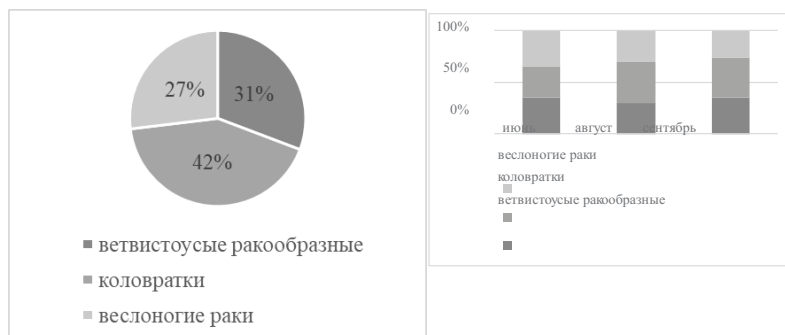 31%
27%
42%
ветвистоусые ракообразные
коловратки
веслоногие раки
100%
50%
0%
июнь август сентябрь
веслоногие раки
коловратки
ветвистоусые ракообразные